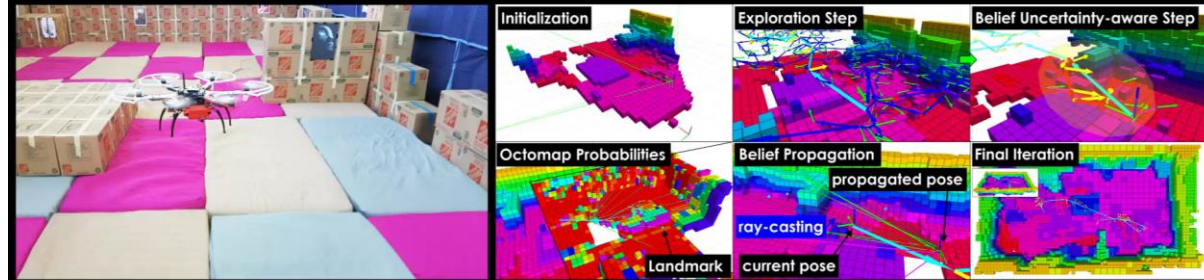 Initialization
Exploration Step
Belief Uncertainty-aware Step
Octomap Probabilities
Landmark
Belief Propagation
propagated pose
ray-casting
current pose
Final Iteration